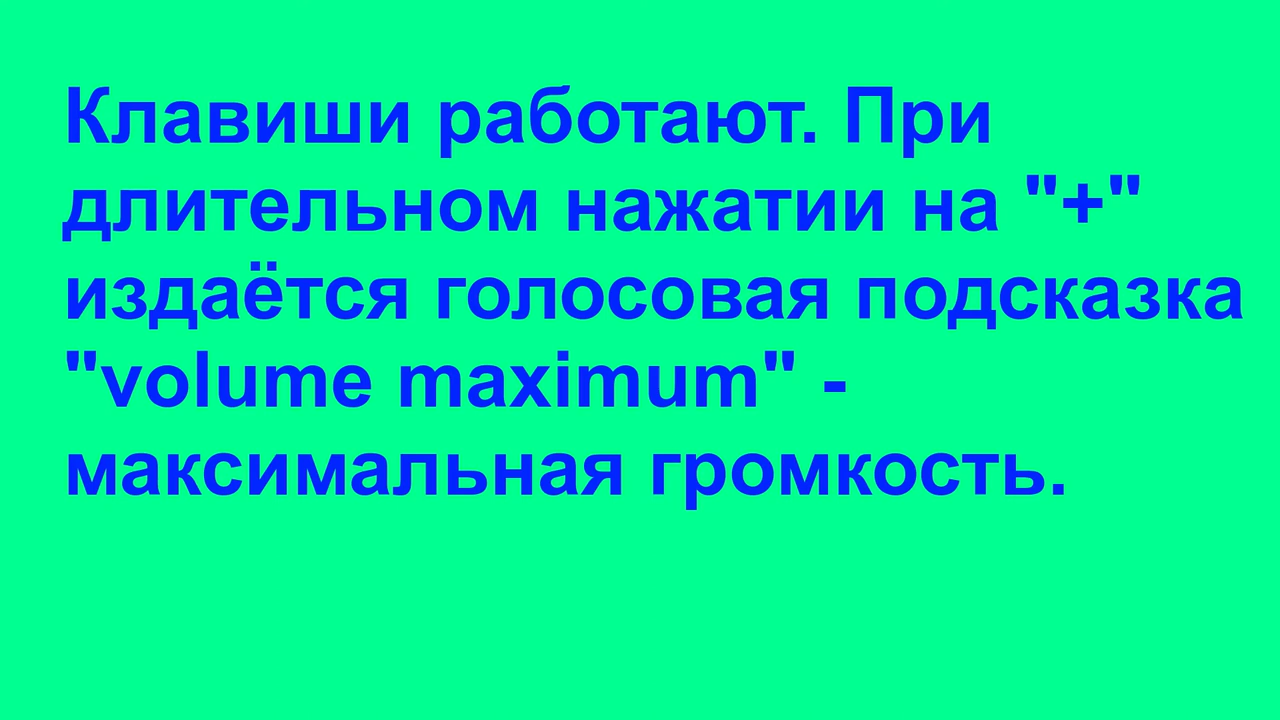 Клавиши работают. При
длительном нажатии на "+"
издаётся голосовая подсказка
"volume maximum" -
максимальная громкость.